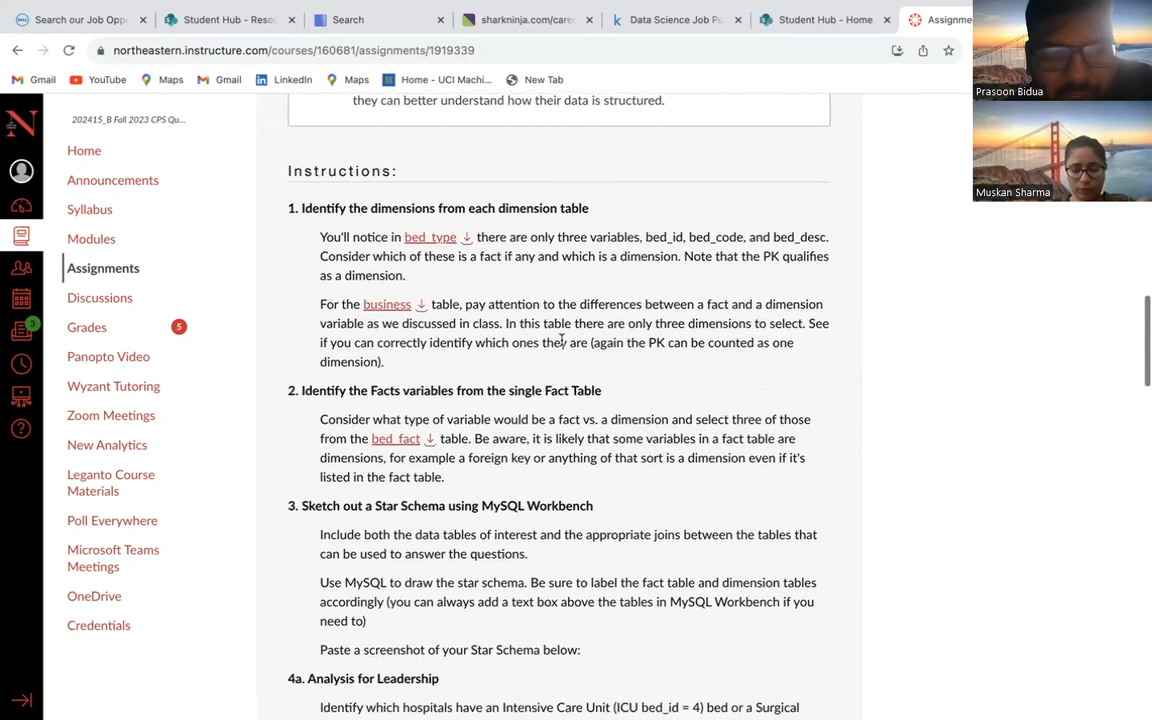 Search our Job Oppo
Student Hub - Reso
Search
sharkninja.com/care
Data Science Job Po
Student Hub - Home
Assignme
northeastern.instructure.com/courses/160681/assignments/1919339
Gmail
YouTube
Maps
Gmail
LinkedIn
Maps
Home - UCI Machi...
New Tab
Prasoon Bidua
Muskan Sharma
202415_B Fall 2023 CPS Qu...
Home
Announcements
Syllabus
Modules
Assignments
Discussions
Grades 5
Panopto Video
3
Wyzant Tutoring
Zoom Meetings
New Analytics
Leganto Course
Materials
Poll Everywhere
Microsoft Teams
Meetings
OneDrive
Credentials
they can better understand how their data is structured.
Instructions:
1. Identify the dimensions from each dimension table
You'll notice in bed_type there are only three variables, bed_id, bed_code, and bed_desc.
Consider which of these is a fact if any and which is a dimension. Note that the PK qualifies
as a dimension.
For the business table, pay attention to the differences between a fact and a dimension
variable as we discussed in class. In this table there are only three dimensions to select. See
if you can correctly identify which ones they are (again the PK can be counted as one
dimension).
2. Identify the Facts variables from the single Fact Table
Consider what type of variable would be a fact vs. a dimension and select three of those
from the bed_fact table. Be aware, it is likely that some variables in a fact table are
dimensions, for example a foreign key or anything of that sort is a dimension even if it's
listed in the fact table.
3. Sketch out a Star Schema using MySQL Workbench
Include both the data tables of interest and the appropriate joins between the tables that
can be used to answer the questions.
Use MySQL to draw the star schema. Be sure to label the fact table and dimension tables
accordingly (you can always add a text box above the tables in MySQL Workbench if you
need to)
Paste a screenshot of your Star Schema below:
4a. Analysis for Leadership
Identify which hospitals have an Intensive Care Unit (ICU bed_id = 4) bed or a Surgical